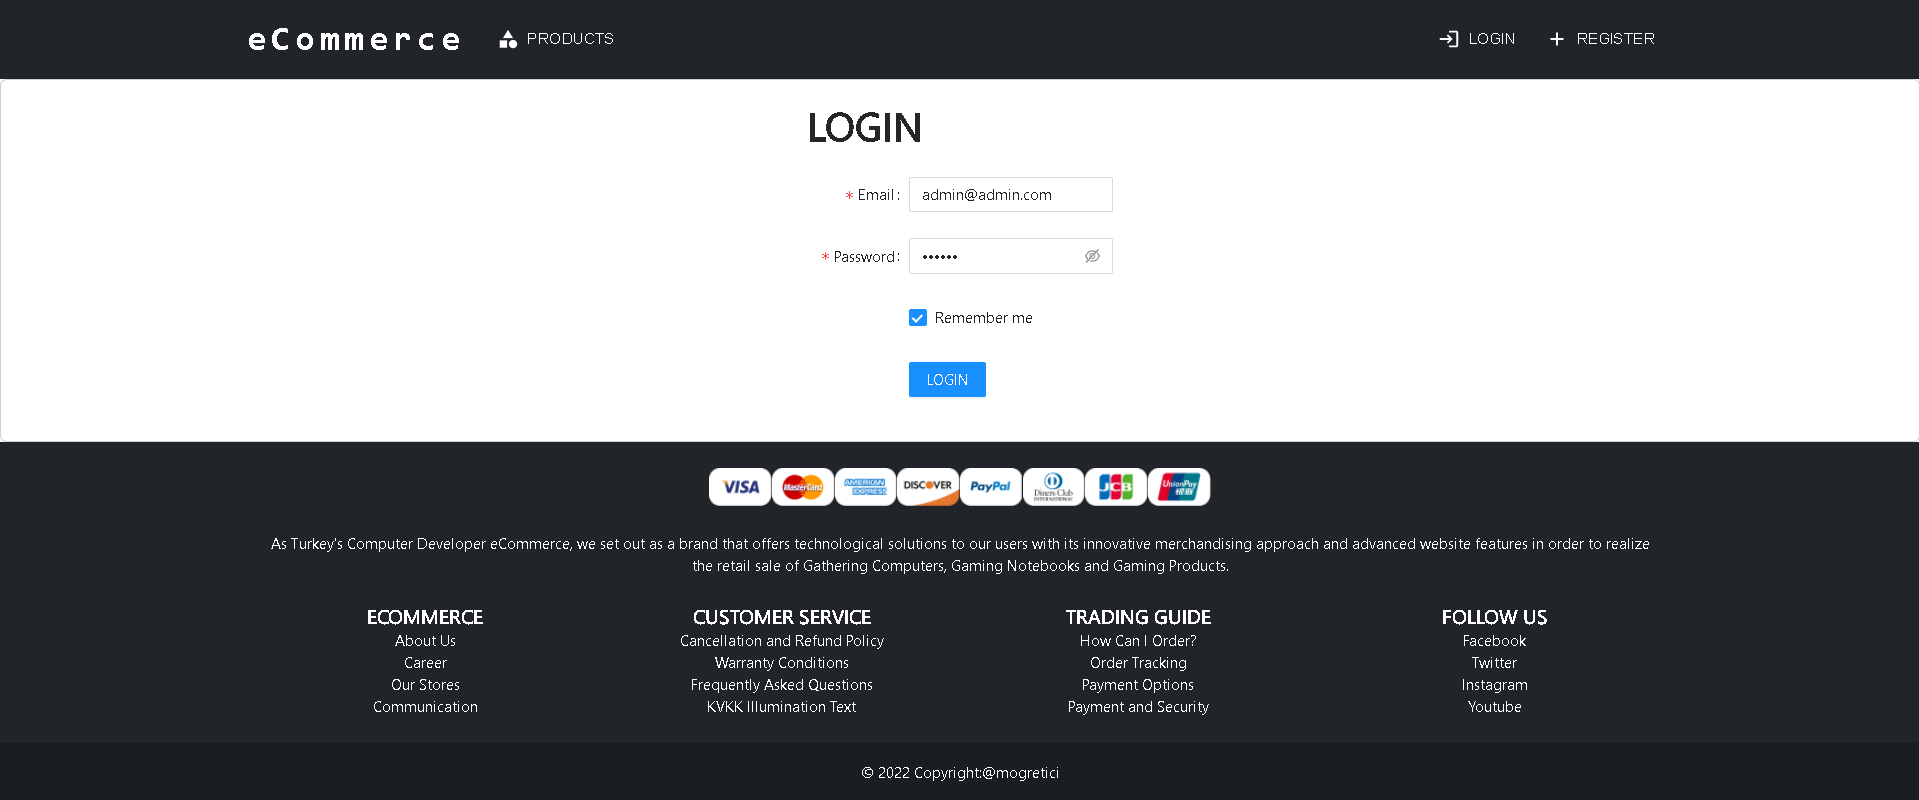 eCommerce PRODUCTS LOGIN REGISTER
LOGIN
* Email: admin@admin.com
* Password: ••••••
Remember me
LOGIN
VISA MasterCard AMERICAN EXPRESS DISCOVER PayPal Diners Club INTERNATIONAL JCB UnionPay 银联
As Turkey's Computer Developer eCommerce, we set out as a brand that offers technological solutions to our users with its innovative merchandising approach and advanced website features in order to realize
the retail sale of Gathering Computers, Gaming Notebooks and Gaming Products.
ECOMMERCE CUSTOMER SERVICE TRADING GUIDE FOLLOW US
About Us Cancellation and Refund Policy How Can I Order? Facebook
Career Warranty Conditions Order Tracking Twitter
Our Stores Frequently Asked Questions Payment Options Instagram
Communication KVKK Illumination Text Payment and Security Youtube
© 2022 Copyright:@mogretici